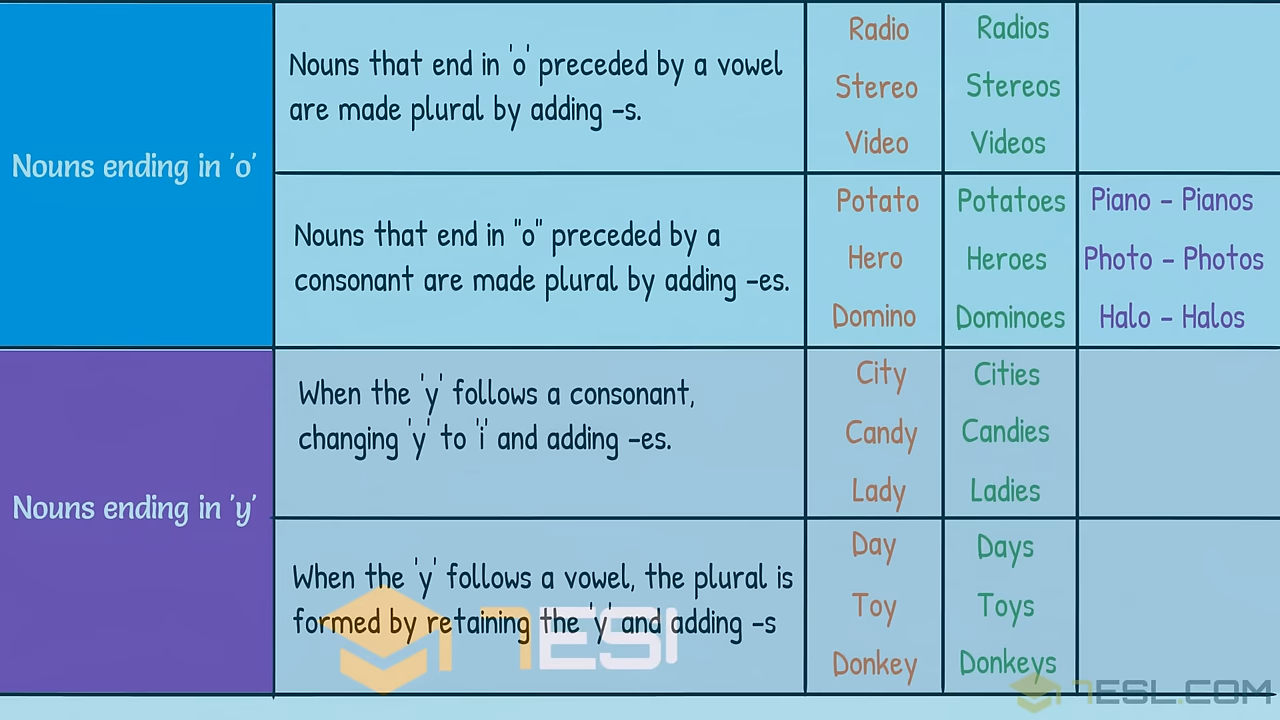 Nouns ending in 'o'
Nouns that end in 'o' preceded by a vowel
are made plural by adding -s.
Radio
Radios
Stereo
Stereos
Video
Videos
Nouns that end in "o" preceded by a
consonant are made plural by adding -es.
Potato
Potatoes
Piano - Pianos
Hero
Heroes
Photo - Photos
Domino
Dominoes
Halo - Halos
Nouns ending in 'y'
When the 'y' follows a consonant,
changing 'y' to 'i' and adding -es.
City
Cities
Candy
Candies
Lady
Ladies
When the 'y' follows a vowel, the plural is
formed by retaining the 'y' and adding -s
Day
Days
Toy
Toys
Donkey
Donkeys
7ESl
7ESL.COM